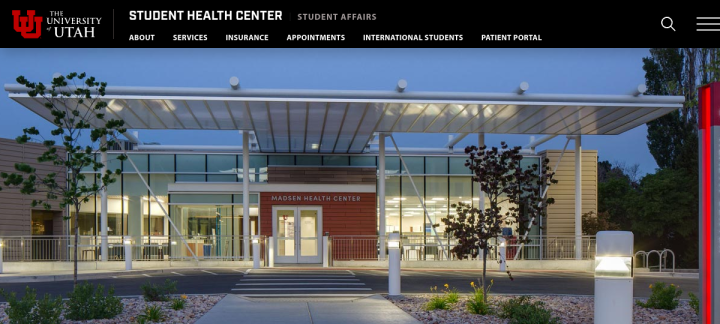 THE
UNIVERSITY
of UTAH
STUDENT HEALTH CENTER
STUDENT AFFAIRS
ABOUT
SERVICES
INSURANCE
APPOINTMENTS
INTERNATIONAL STUDENTS
PATIENT PORTAL
MADSEN HEALTH CENTER